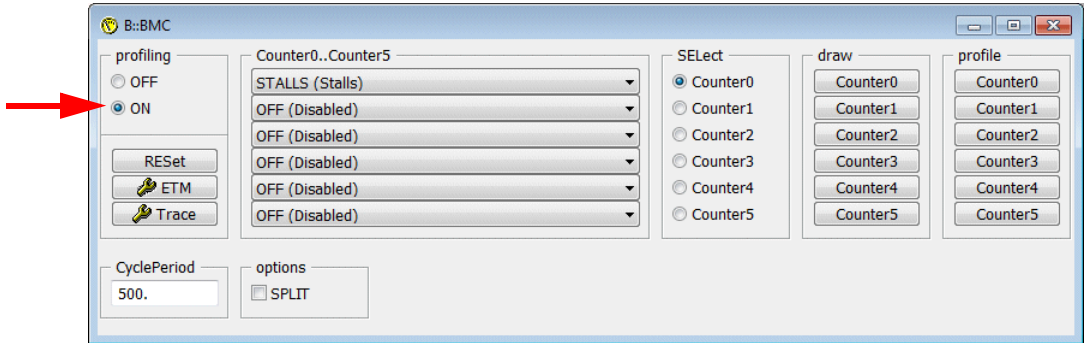 B::BMC
profiling
OFF
ON
RESet
ETM
Trace
Counter0..Counter5
STALLS (Stalls)
OFF (Disabled)
OFF (Disabled)
OFF (Disabled)
OFF (Disabled)
OFF (Disabled)
SELect
Counter0
Counter1
Counter2
Counter3
Counter4
Counter5
draw
Counter0
Counter1
Counter2
Counter3
Counter4
Counter5
profile
Counter0
Counter1
Counter2
Counter3
Counter4
Counter5
CyclePeriod
500.
options
SPLIT